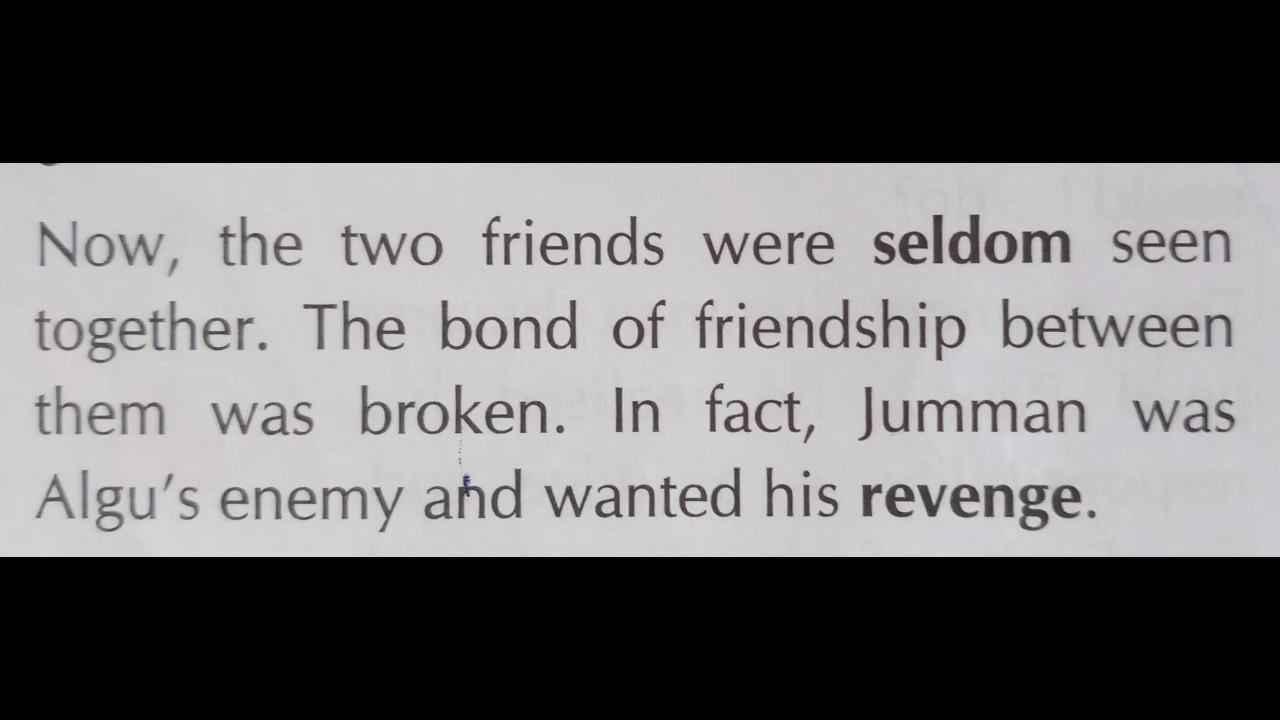 Now, the two friends were seldom seen
together. The bond of friendship between
them was broken. In fact, Jumman was
Algu's enemy and wanted his revenge.